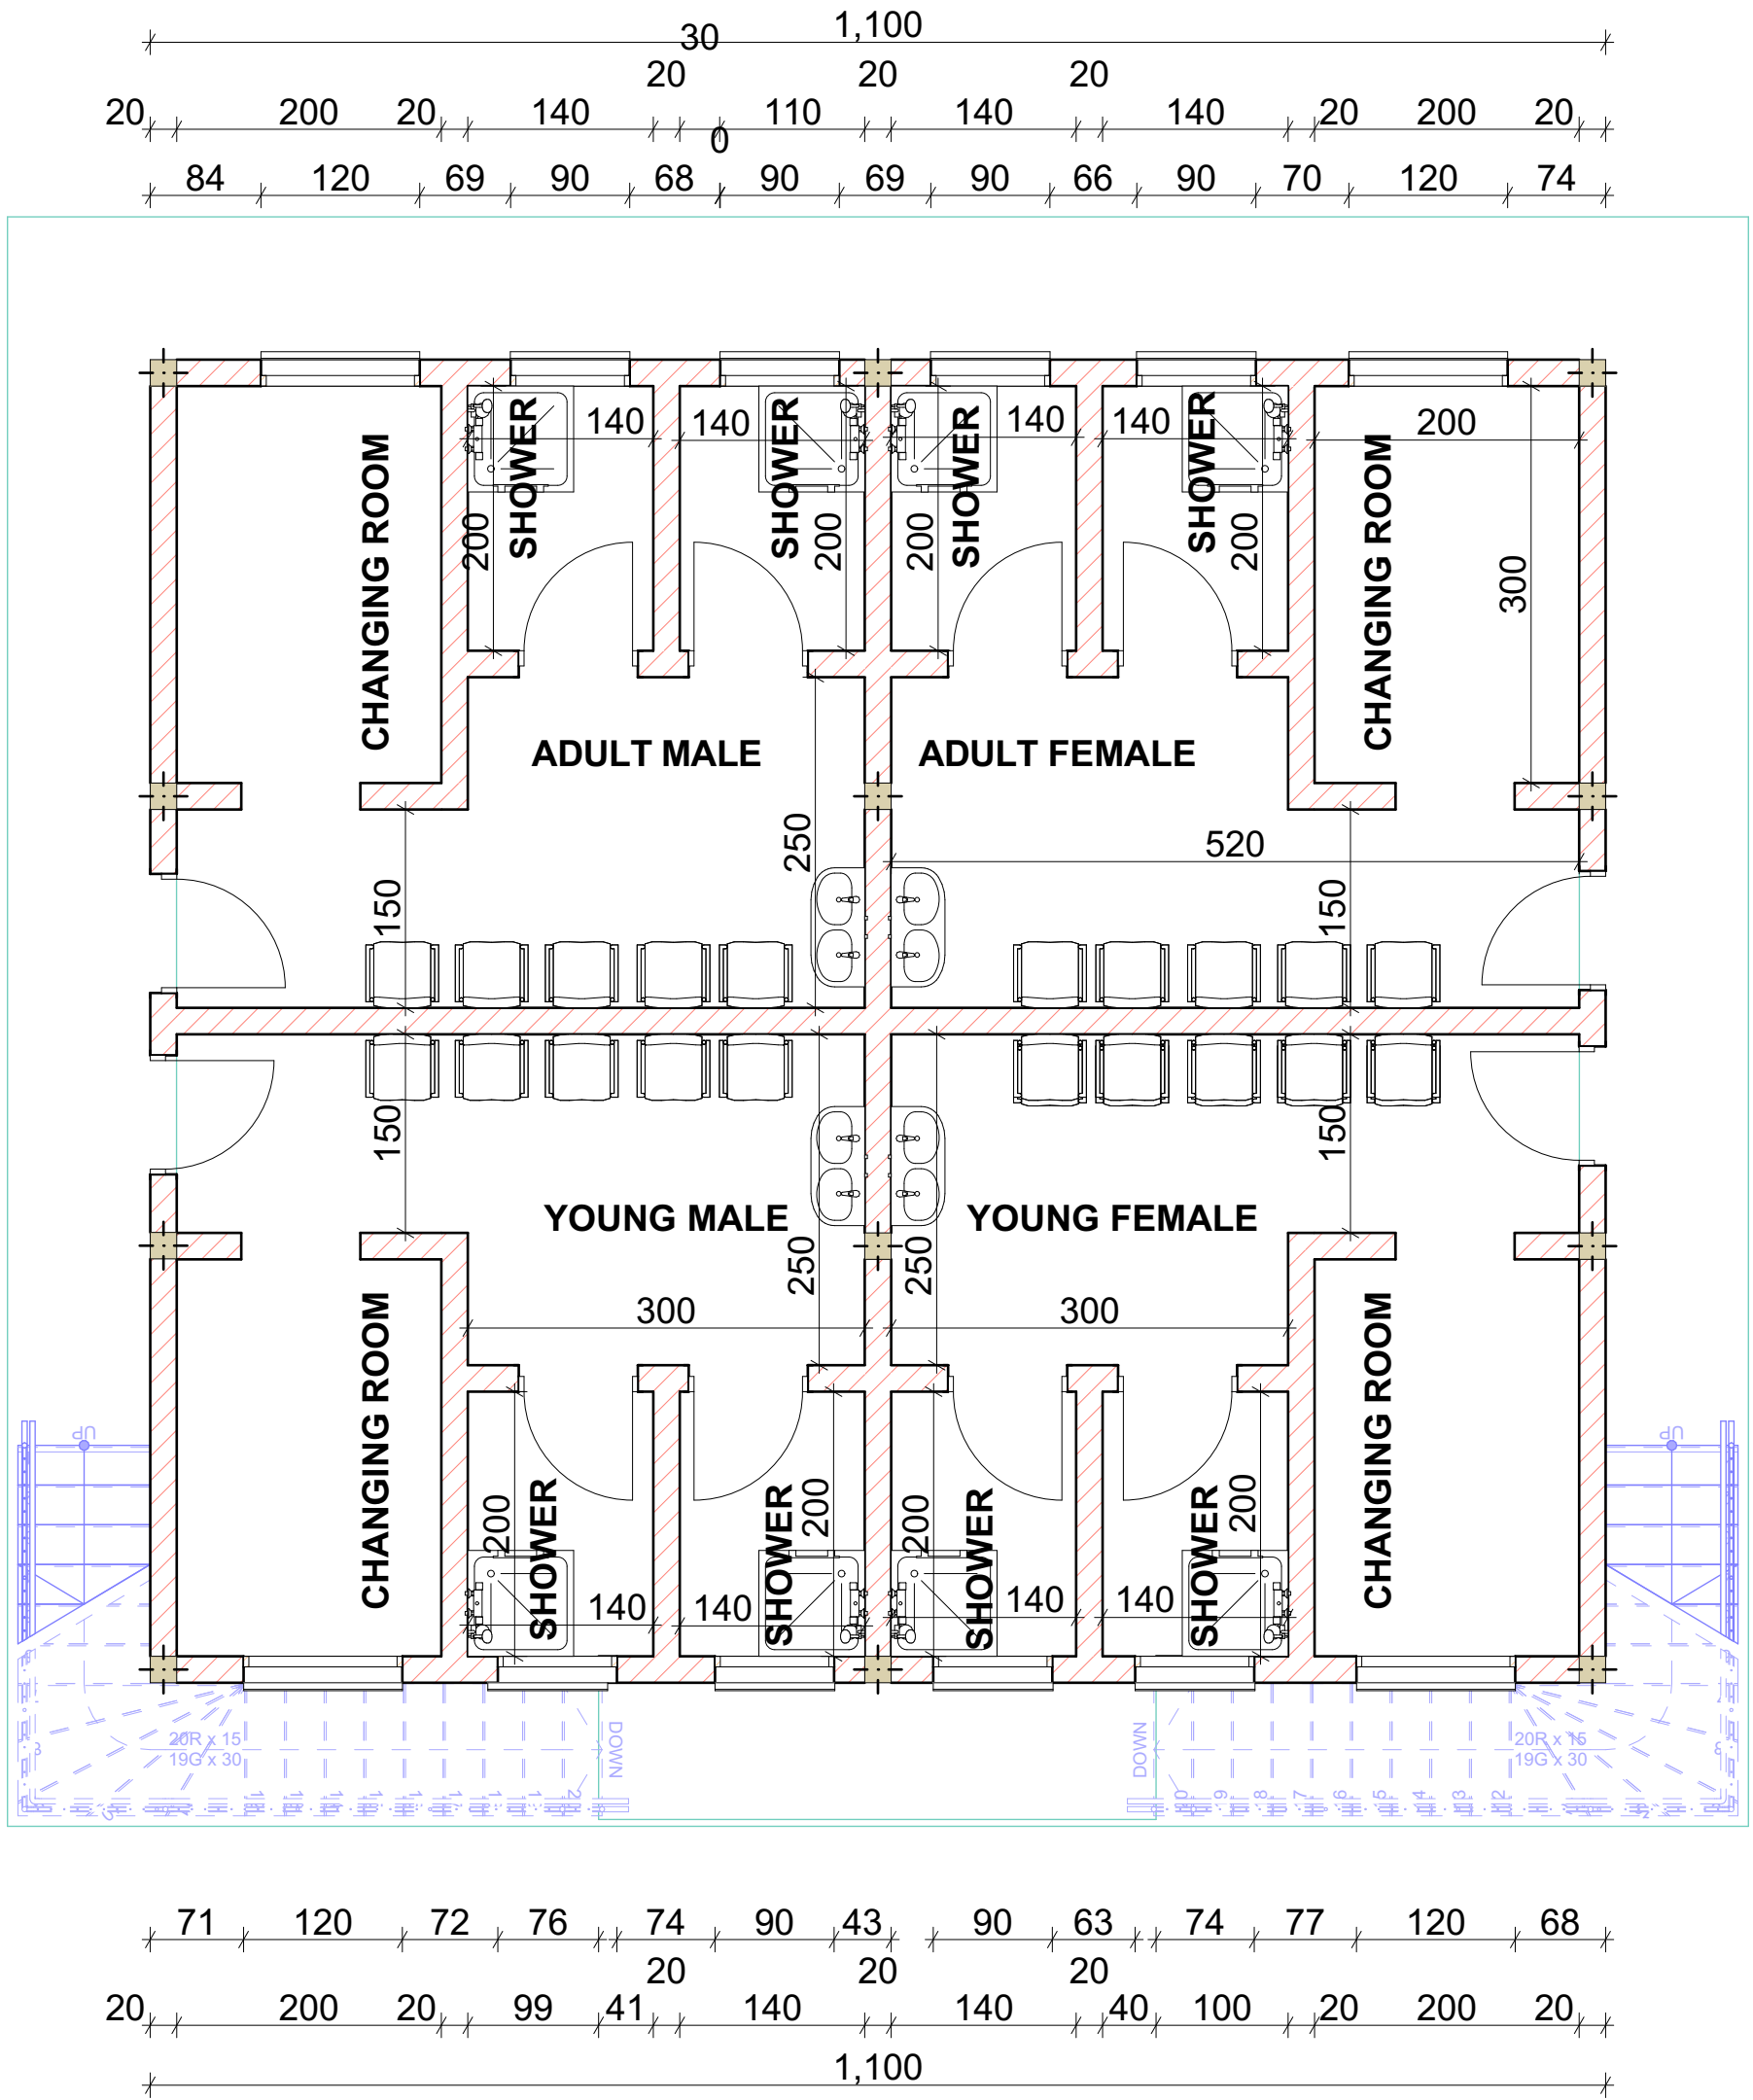 1,100
30
20 20 20
20 200 20 140 110 140 140 20 200 20
0
84 120 69 90 68 90 69 90 66 90 70 120 74
CHANGING ROOM
SHOWER
SHOWER
SHOWER
SHOWER
CHANGING ROOM
140 140 140 140 200
200 200 200 200
300
ADULT MALE
ADULT FEMALE
250
520
150
150
150
150
YOUNG MALE
YOUNG FEMALE
250
250
300
300
CHANGING ROOM
CHANGING ROOM
UP
UP
200 200 200 200
SHOWER
SHOWER
SHOWER
SHOWER
140 140 140 140
20R x 15
19G x 30
DOWN
DOWN
20R x 15
19G x 30
71 120 72 76 74 90 43 90 63 74 77 120 68
20 20 20
20 200 20 99 41 140 140 40 100 20 200 20
1,100